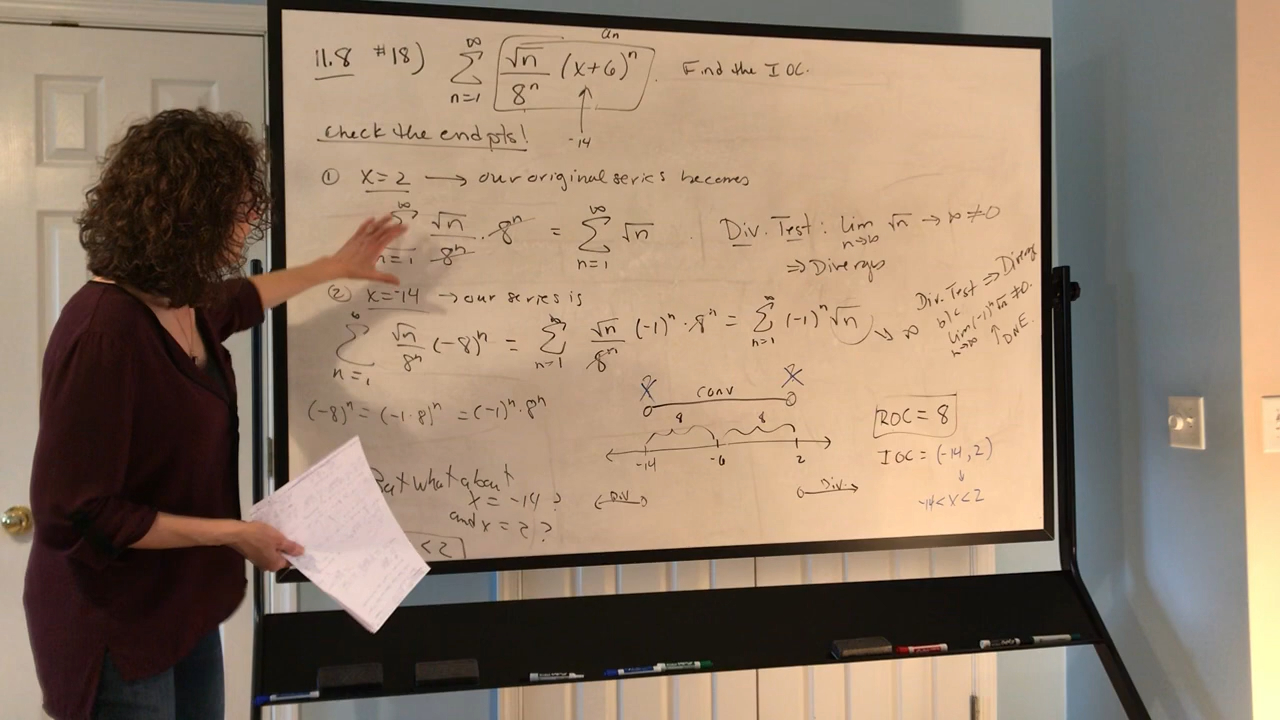 11.8 #18) ∞ Σ n=1 √n/8ⁿ (x+6)ⁿ aₙ . Find the IOC.
check the endpts! -14
① x=2 → our original series becomes
∞ Σ n=1 √n/8ⁿ · 8ⁿ = ∞ Σ n=1 √n . Div. Test: lim n→∞ √n → ∞ ≠0
⇒ Diverges
② x=-14 → our series is
∞ Σ n=1 √n/8ⁿ (-8)ⁿ = ∞ Σ n=1 √n/8ⁿ (-1)ⁿ · 8ⁿ = ∞ Σ n=1 (-1)ⁿ √n → ∞
Div. Test ⇒ Diverge
b/c
lim n→∞ (-1)ⁿ √n ≠0.
↑ DNE.
(-8)ⁿ = (-1·8)ⁿ = (-1)ⁿ · 8ⁿ
X conv X
8 8
-14 -6 2
Div Div.
ROC = 8
IOC = (-14, 2)
↓
-14 < x < 2
But what about
x = -14 ?
and x = 2 ?
< 2